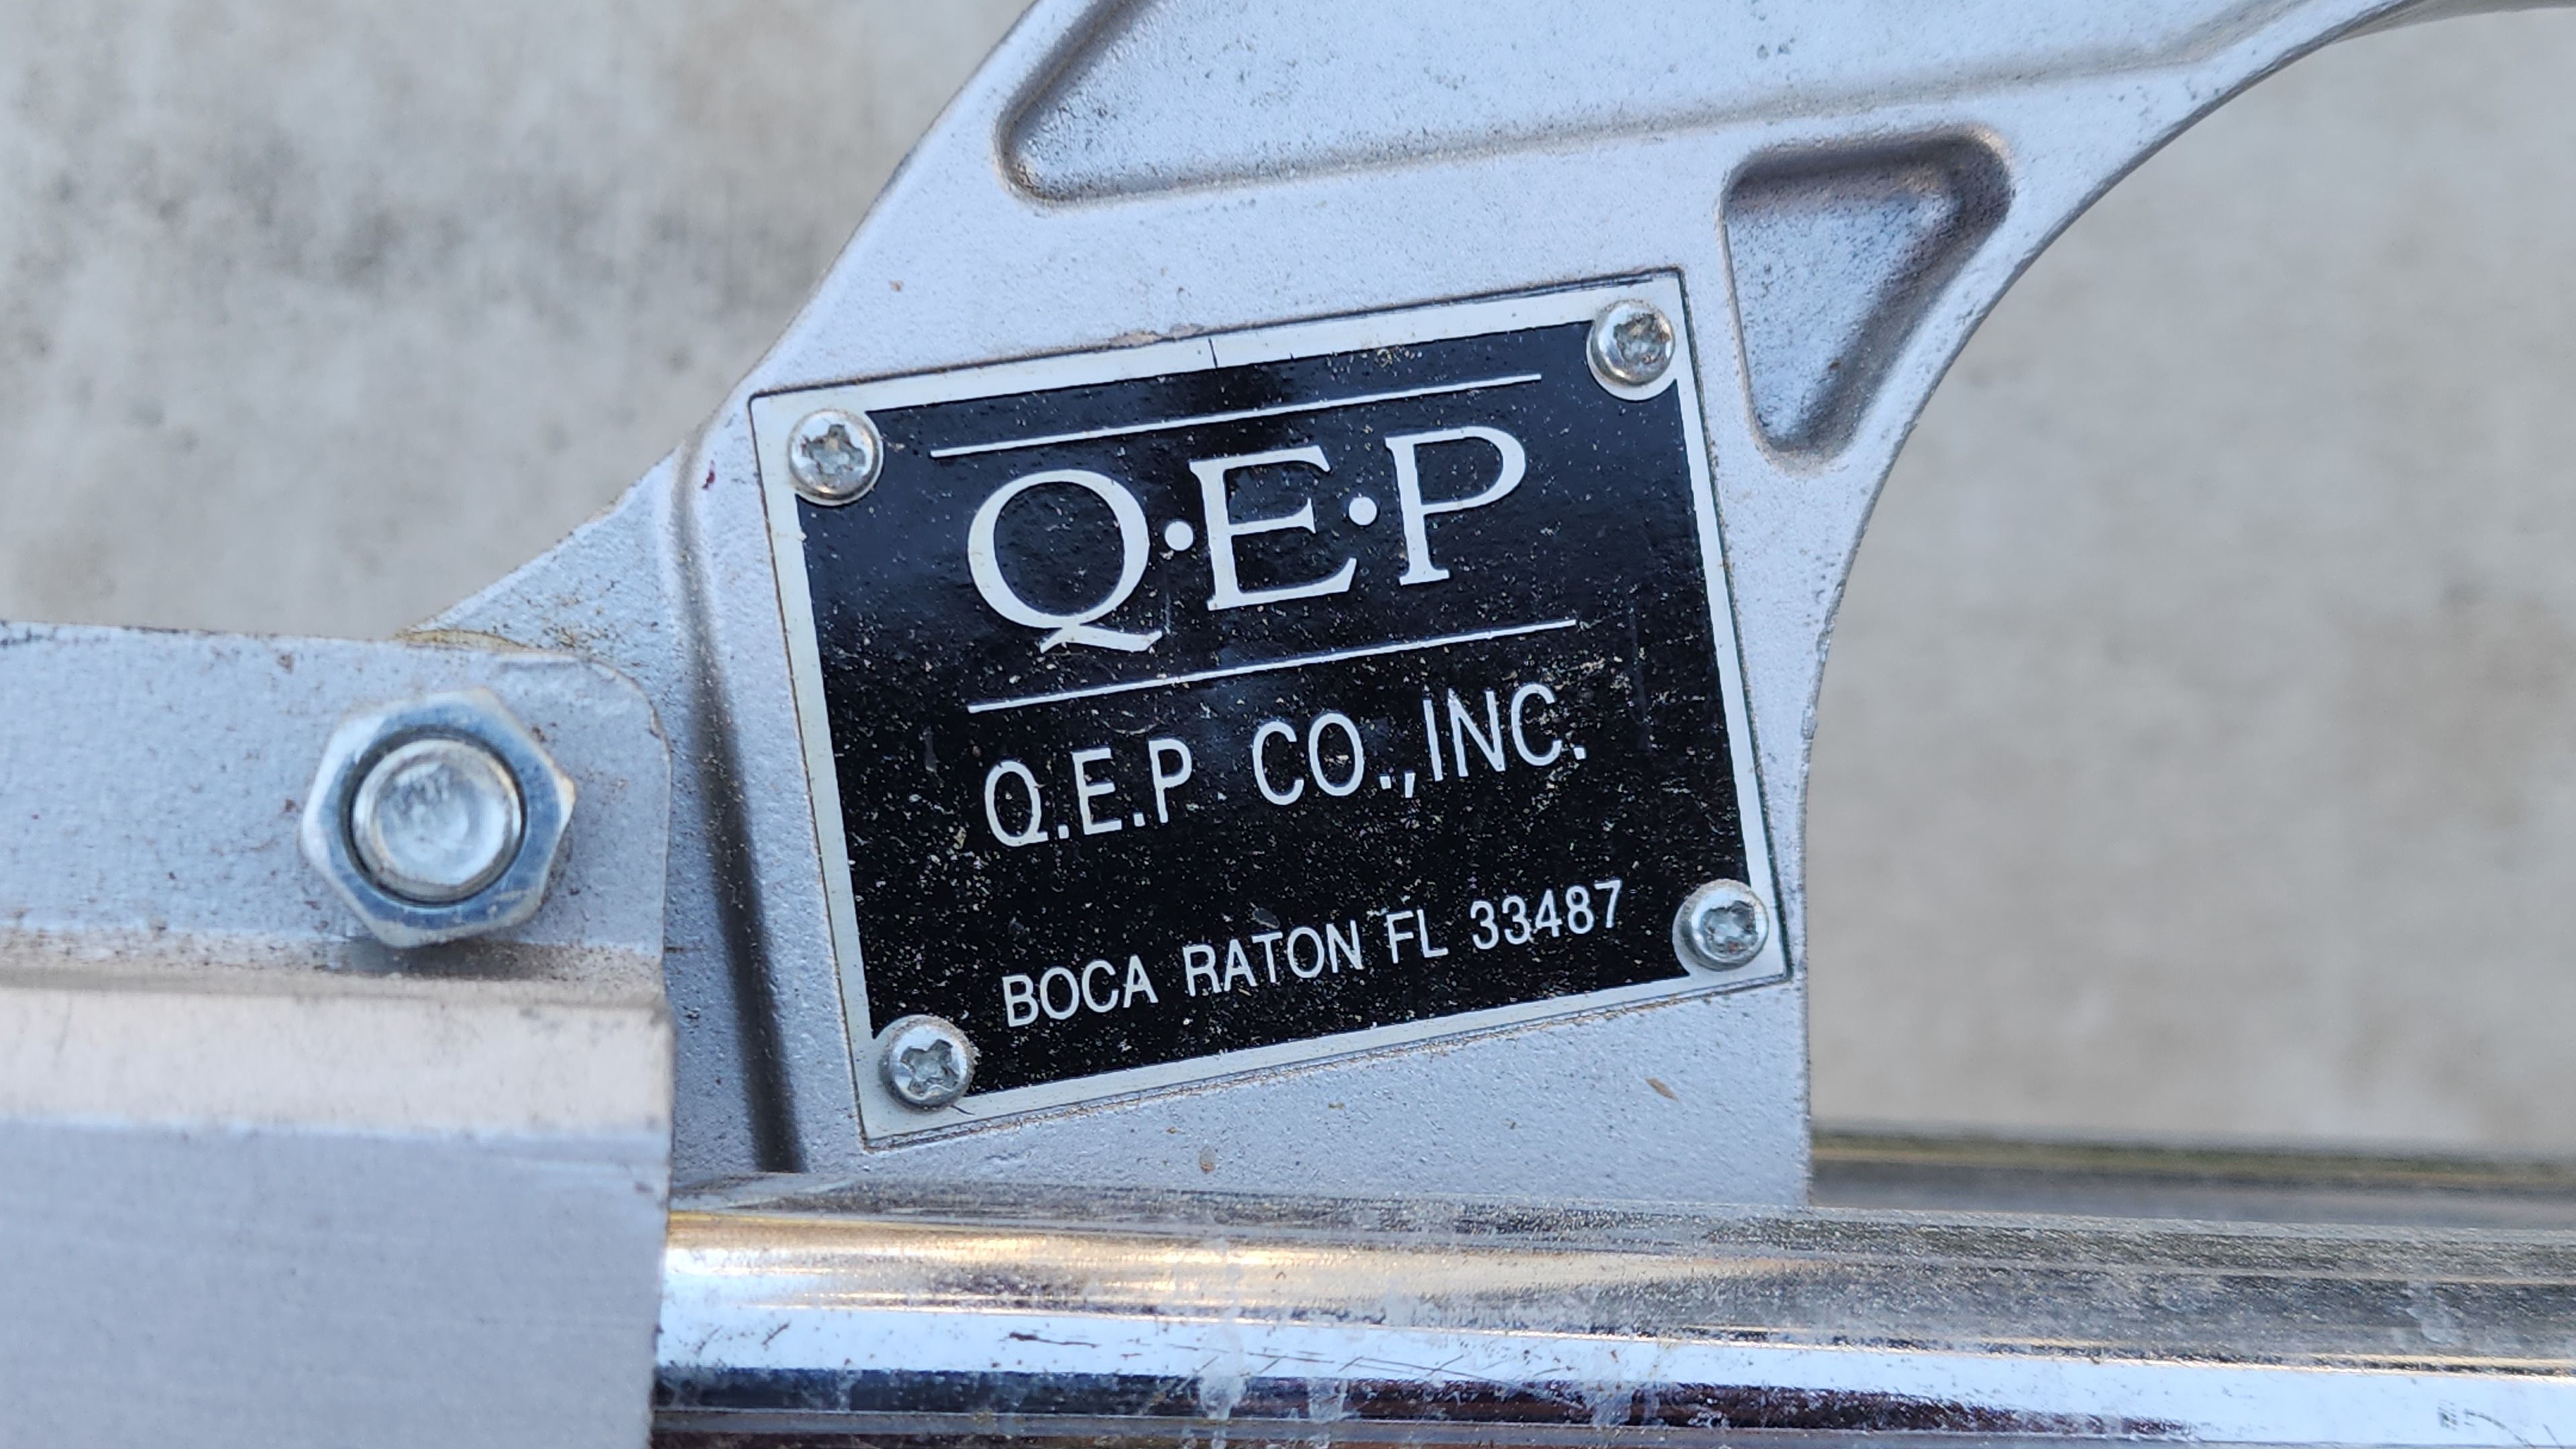 Q·E·P
Q.E.P CO.,INC.
BOCA RATON FL 33487